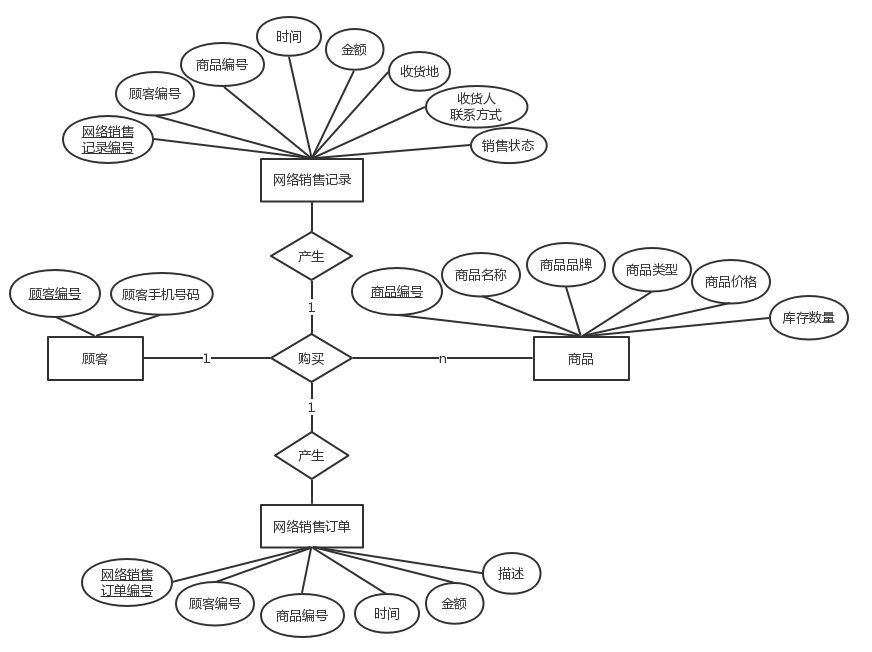 时间
金额
商品编号
收货地
顾客编号
收货人
联系方式
网络销售
记录编号
销售状态
网络销售记录
产生
商品名称
商品品牌
商品类型
商品价格
顾客编号
顾客手机号码
商品编号
库存数量
1
顾客
1
购买
n
商品
1
产生
网络销售订单
网络销售
订单编号
顾客编号
商品编号
时间
金额
描述